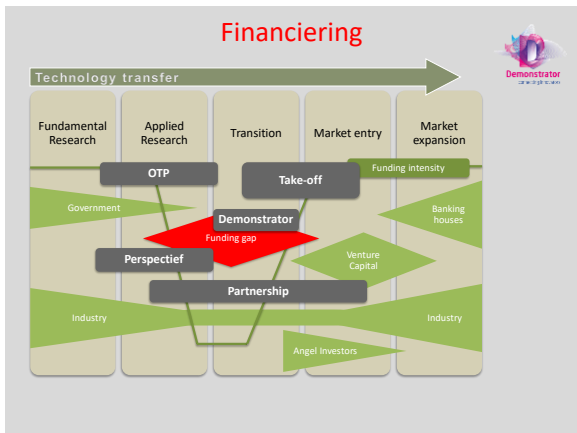 Financiering
Demonstrator
Technology transfer
Fundamental
Research
Applied
Research
Transition
Market entry
Market
expansion
OTP
Take-off
Funding intensity
Government
Demonstrator
Banking
houses
Funding gap
Perspectief
Venture
Capital
Partnership
Industry
Industry
Angel Investors